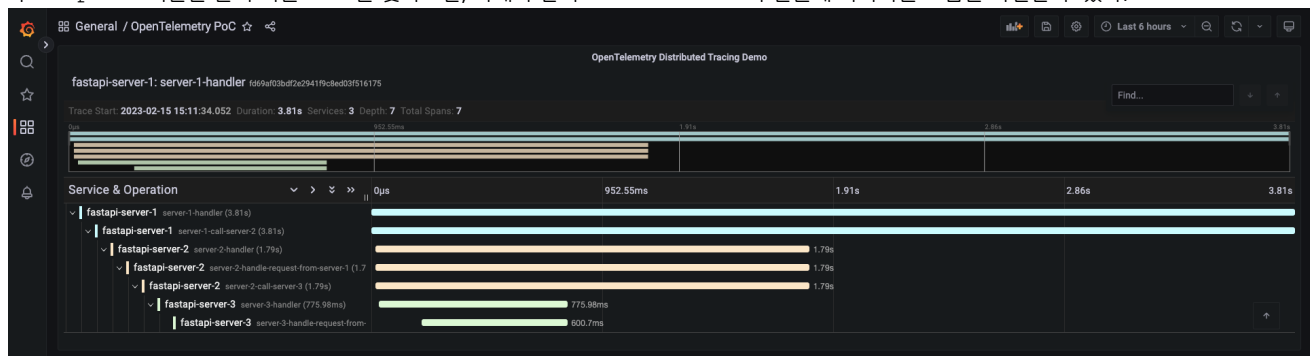 General / OpenTelemetry PoC
Last 6 hours
OpenTelemetry Distributed Tracing Demo
fastapi-server-1: server-1-handler fd69af03bdf2e2941f9c8ed03f516175
Find...
Trace Start: 2023-02-15 15:11:34.052 Duration: 3.81s Services: 3 Depth: 7 Total Spans: 7
0μs 952.55ms 1.91s 2.86s 3.81s
Service & Operation 0μs 952.55ms 1.91s 2.86s 3.81s
fastapi-server-1 server-1-handler (3.81s)
fastapi-server-1 server-1-call-server-2 (3.81s)
fastapi-server-2 server-2-handler (1.79s) 1.79s
fastapi-server-2 server-2-handle-request-from-server-1 (1.7 1.79s
fastapi-server-2 server-2-call-server-3 (1.79s) 1.79s
fastapi-server-3 server-3-handler (775.98ms) 775.98ms
fastapi-server-3 server-3-handle-request-from- 600.7ms